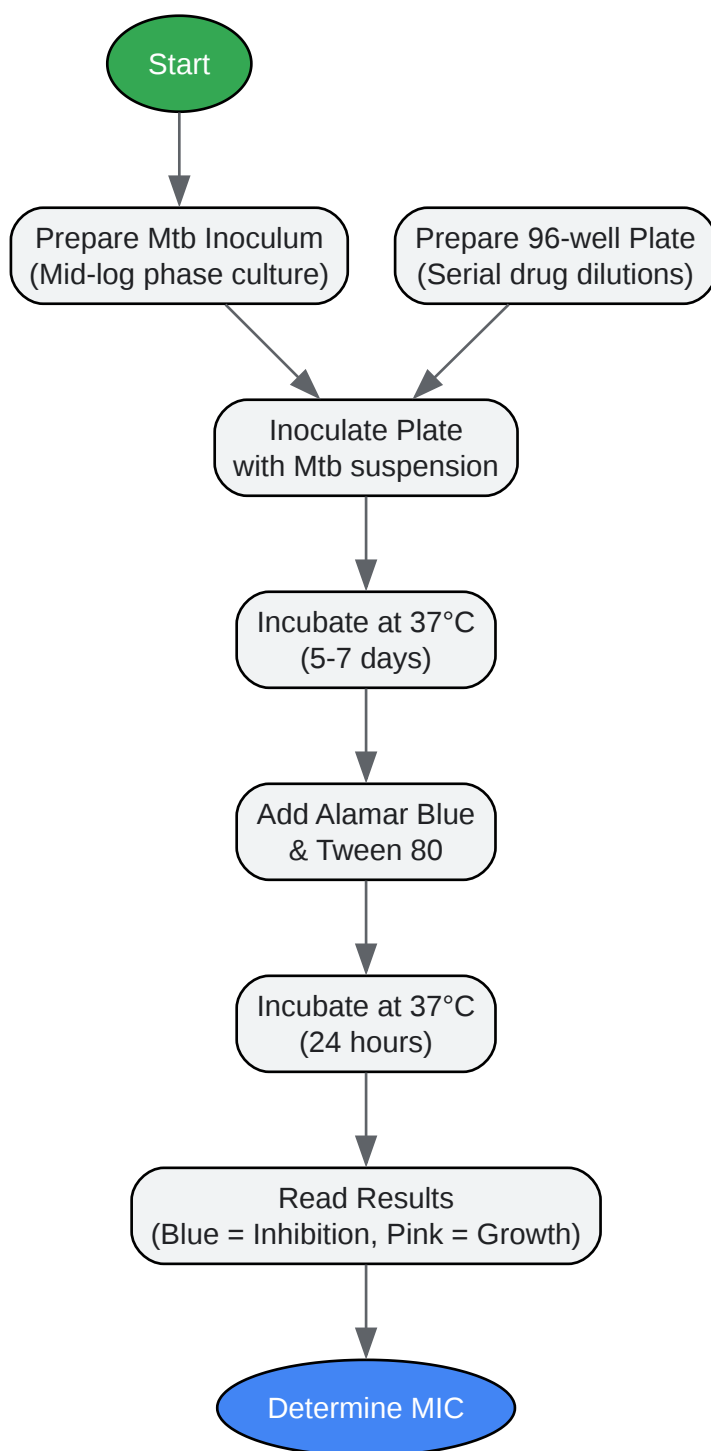 Start
Prepare Mtb Inoculum
(Mid-log phase culture)
Prepare 96-well Plate
(Serial drug dilutions)
Inoculate Plate
with Mtb suspension
Incubate at 37°C
(5-7 days)
Add Alamar Blue
& Tween 80
Incubate at 37°C
(24 hours)
Read Results
(Blue = Inhibition, Pink = Growth)
Determine MIC